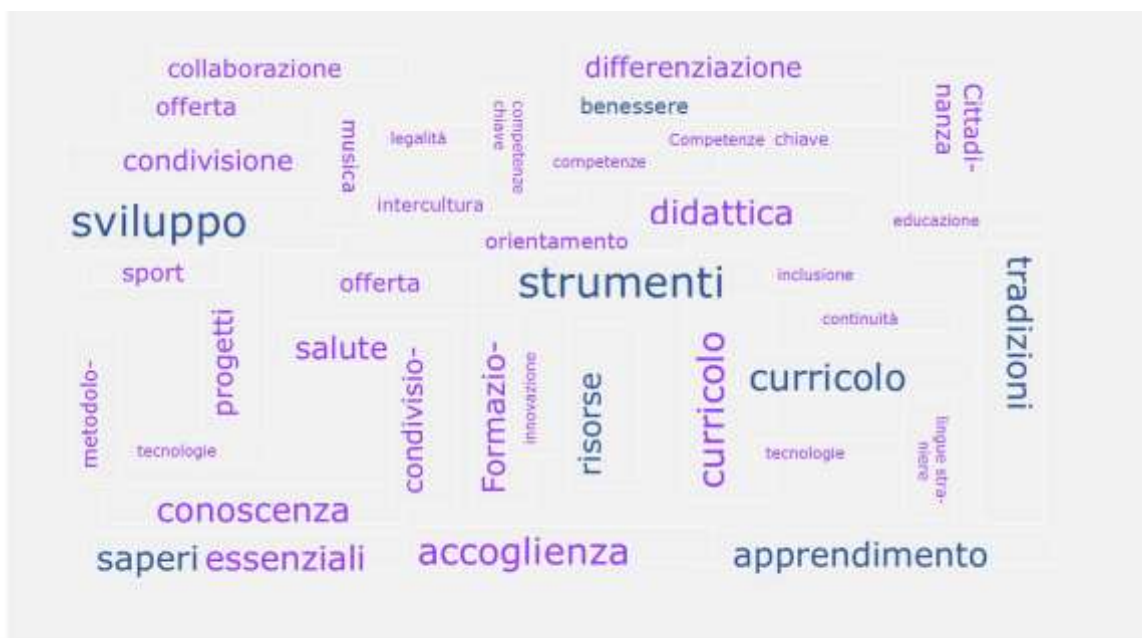 collaborazione
differenziazione
offerta
benessere
Cittadi-
nanza
competenze
chiave
musica
legalità
Competenze chiave
condivisione
competenze
intercultura
didattica
sviluppo
educazione
orientamento
sport
offerta
strumenti
inclusione
tradizioni
continuità
progetti
salute
curricolo
curricolo
metodolo-
condivisio-
Formazio-
innovazione
risorse
tecnologie
tecnologie
lingue stra-
niere
conoscenza
saperi essenziali
accoglienza
apprendimento